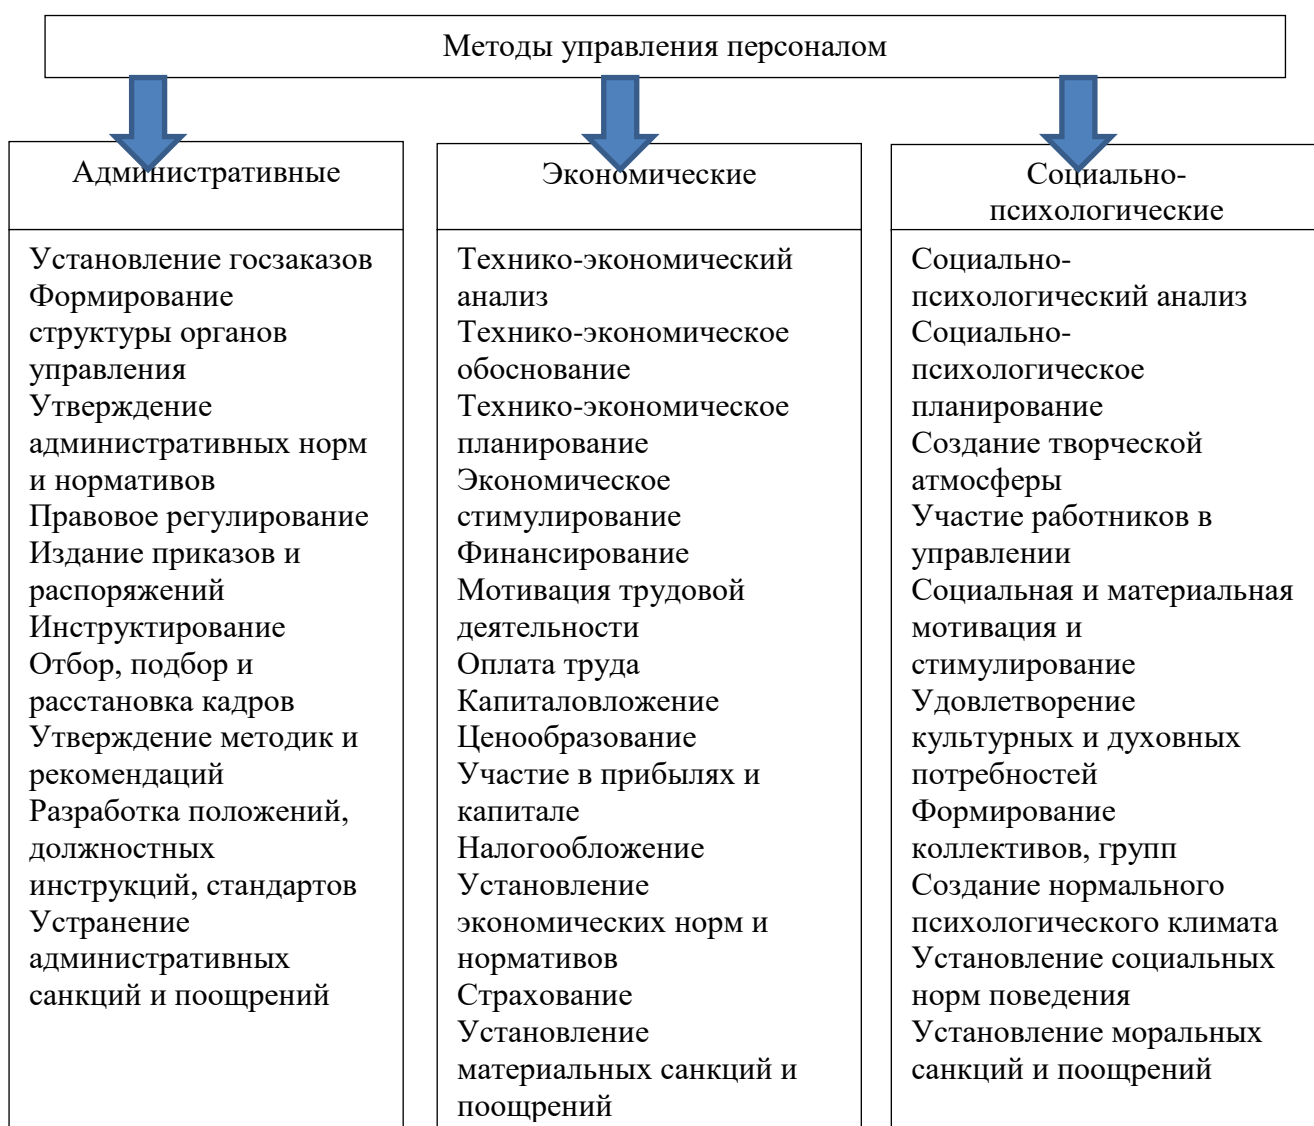 Методы управления персоналом
Административные
Установление госзаказов
Формирование
структуры органов
управления
Утверждение
административных норм
и нормативов
Правовое регулирование
Издание приказов и
распоряжений
Инструктирование
Отбор, подбор и
расстановка кадров
Утверждение методик и
рекомендаций
Разработка положений,
должностных
инструкций, стандартов
Устранение
административных
санкций и поощрений
Экономические
Технико-экономический
анализ
Технико-экономическое
обоснование
Технико-экономическое
планирование
Экономическое
стимулирование
Финансирование
Мотивация трудовой
деятельности
Оплата труда
Капиталовложение
Ценообразование
Участие в прибылях и
капитале
Налогообложение
Установление
экономических норм и
нормативов
Страхование
Установление
материальных санкций и
поощрений
Социально-
психологические
Социально-
психологический анализ
Социально-
психологическое
планирование
Создание творческой
атмосферы
Участие работников в
управлении
Социальная и материальная
мотивация и
стимулирование
Удовлетворение
культурных и духовных
потребностей
Формирование
коллективов, групп
Создание нормального
психологического климата
Установление социальных
норм поведения
Установление моральных
санкций и поощрений